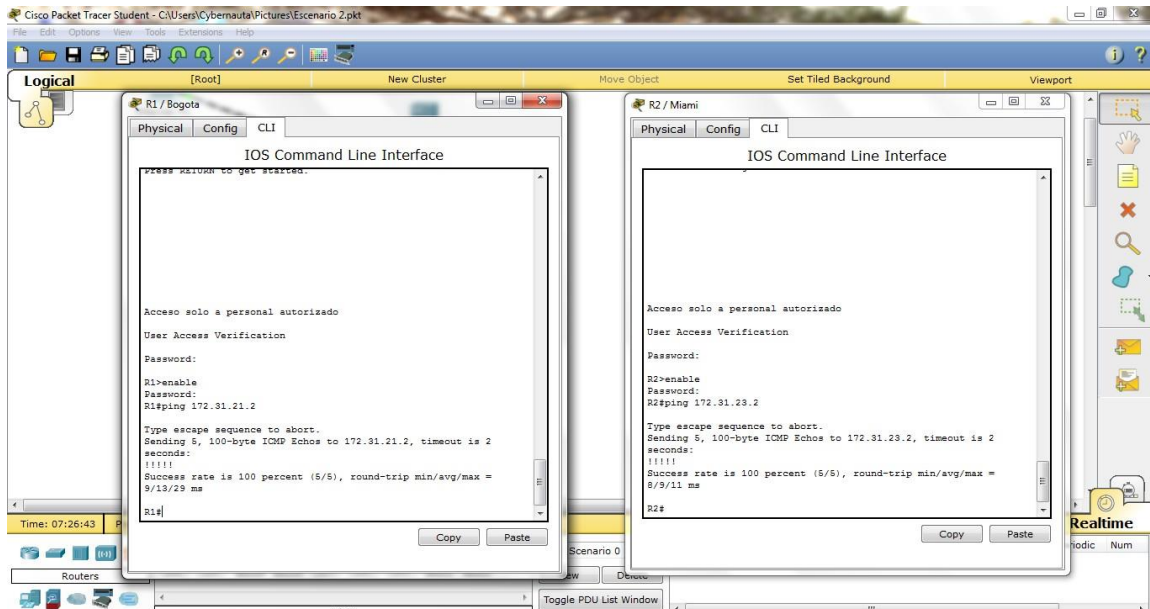 Cisco Packet Tracer Student - C:\Users\Cybernauta\Pictures\Escenario 2.pkt
File Edit Options View Tools Extensions Help
Logical [Root] New Cluster Move Object Set Tiled Background Viewport
R1 / Bogota
Physical Config CLI
IOS Command Line Interface
Press RETURN to get started.
Acceso solo a personal autorizado
User Access Verification
Password:
R1>enable
Password:
R1#ping 172.31.21.2
Type escape sequence to abort.
Sending 5, 100-byte ICMP Echos to 172.31.21.2, timeout is 2
seconds:
!!!!!
Success rate is 100 percent (5/5), round-trip min/avg/max =
9/13/29 ms
R1#
Copy Paste
R2 / Miami
Physical Config CLI
IOS Command Line Interface
Acceso solo a personal autorizado
User Access Verification
Password:
R2>enable
Password:
R2#ping 172.31.23.2
Type escape sequence to abort.
Sending 5, 100-byte ICMP Echos to 172.31.23.2, timeout is 2
seconds:
!!!!!
Success rate is 100 percent (5/5), round-trip min/avg/max =
8/9/11 ms
R2#
Copy Paste
Time: 07:26:43
Realtime
Scenario 0
Num
Routers
Toggle PDU List Window